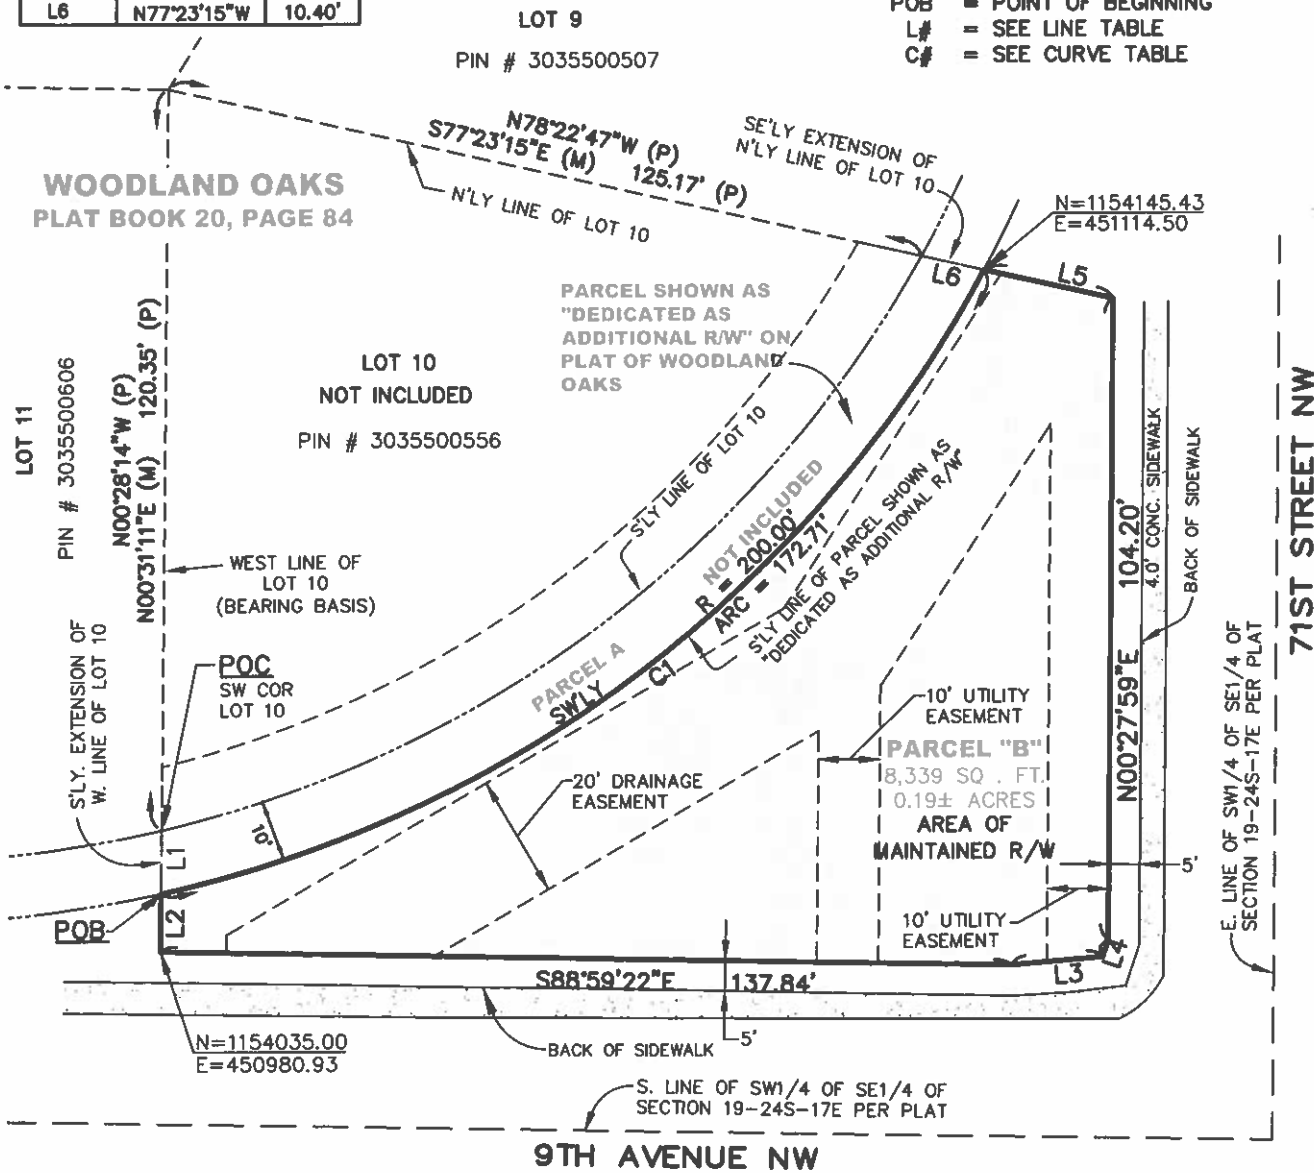 L6 N77°23'15"W 10.40'
POB = POINT OF BEGINNING
L# = SEE LINE TABLE
C# = SEE CURVE TABLE
LOT 9
PIN # 3035500507
N78°22'47"W (P)
S77°23'15"E (M) 125.17' (P)
N'LY LINE OF LOT 10
SE'LY EXTENSION OF
N'LY LINE OF LOT 10
N=1154145.43
E=451114.50
L6
L5
WOODLAND OAKS
PLAT BOOK 20, PAGE 84
PARCEL SHOWN AS
"DEDICATED AS
ADDITIONAL R/W" ON
PLAT OF WOODLAND
OAKS
LOT 10
NOT INCLUDED
PIN # 3035500556
LOT 11
PIN # 3035500606
N00°28'14"W (P)
N00°31'11"E (M) 120.35' (P)
WEST LINE OF
LOT 10
(BEARING BASIS)
S'LY. EXTENSION OF
W. LINE OF LOT 10
POC
SW COR
LOT 10
S'LY LINE OF LOT 10
NOT INCLUDED
R = 200.00'
ARC = 172.71'
S'LY LINE OF PARCEL SHOWN AS
"DEDICATED AS ADDITIONAL R/W"
PARCEL A
SW'LY
C1
10'
L1
L2
POB
20' DRAINAGE
EASEMENT
10' UTILITY
EASEMENT
PARCEL "B"
8,339 SQ . FT.
0.19± ACRES
AREA OF
MAINTAINED R/W
10' UTILITY
EASEMENT
N00°27'59"E 104.20'
4.0' CONC. SIDEWALK
BACK OF SIDEWALK
5'
71ST STREET NW
E. LINE OF SW1/4 OF SE1/4 OF
SECTION 19-24S-17E PER PLAT
L4
L3
S88°59'22"E 137.84'
5'
BACK OF SIDEWALK
N=1154035.00
E=450980.93
S. LINE OF SW1/4 OF SE1/4 OF
SECTION 19-24S-17E PER PLAT
9TH AVENUE NW